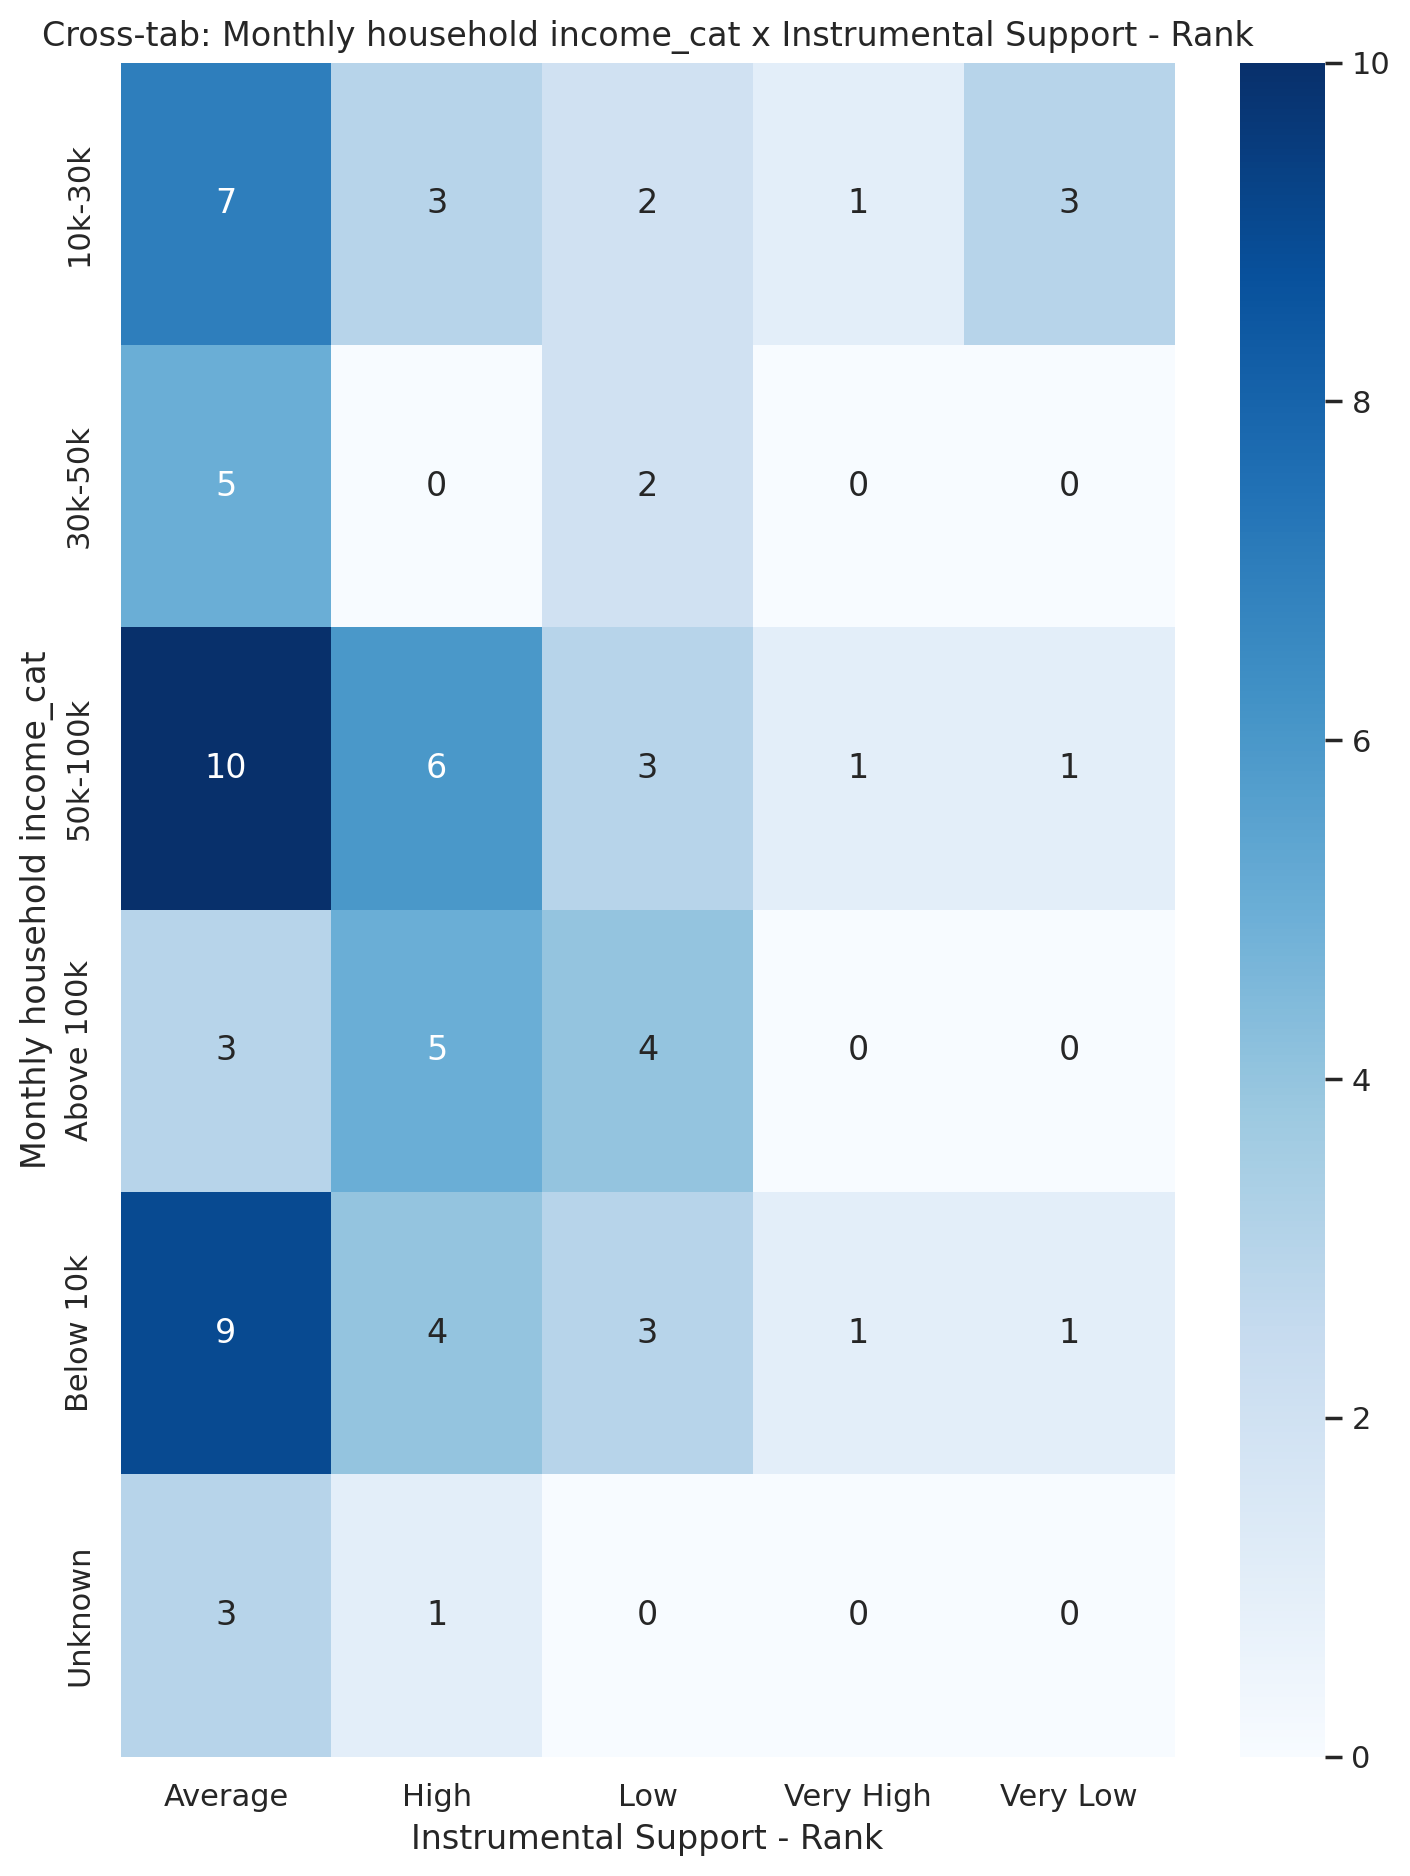 Cross-tab: Monthly household income_cat x Instrumental Support - Rank
Monthly household income_cat
10k-30k
7 3 2 1 3
30k-50k
5 0 2 0 0
50k-100k
10 6 3 1 1
Above 100k
3 5 4 0 0
Below 10k
9 4 3 1 1
Unknown
3 1 0 0 0
Average High Low Very High Very Low
Instrumental Support - Rank
10
8
6
4
2
0